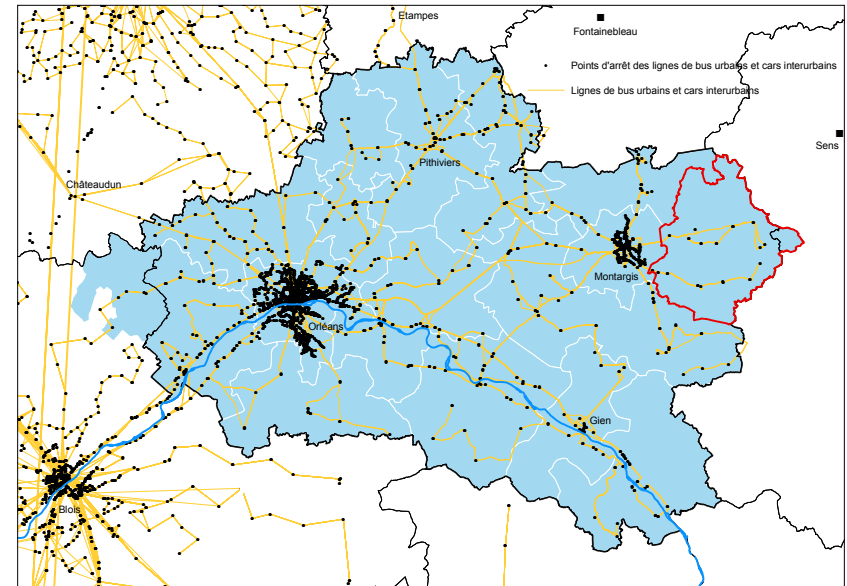 Etampes
Fontainebleau
Points d'arrêt des lignes de bus urbains et cars interurbains
Lignes de bus urbains et cars interurbains
Sens
Pithiviers
Châteaudun
Montargis
Orléans
Gien
Blois